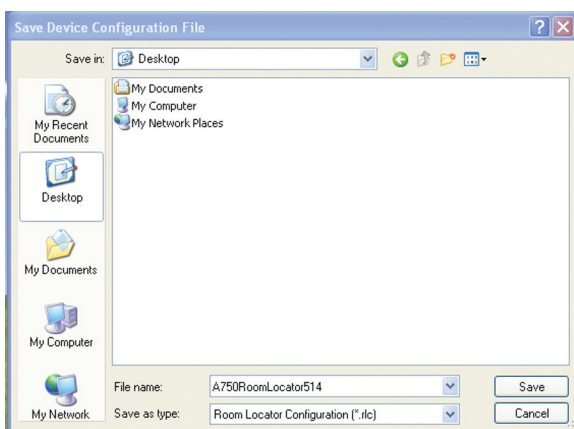 Save Device Configuration File
Save in: Desktop
My Documents
My Computer
My Network Places
My Recent
Documents
Desktop
My Documents
My Computer
My Network
File name: A750RoomLocator514 Save
Save as type: Room Locator Configuration (*.rlc) Cancel